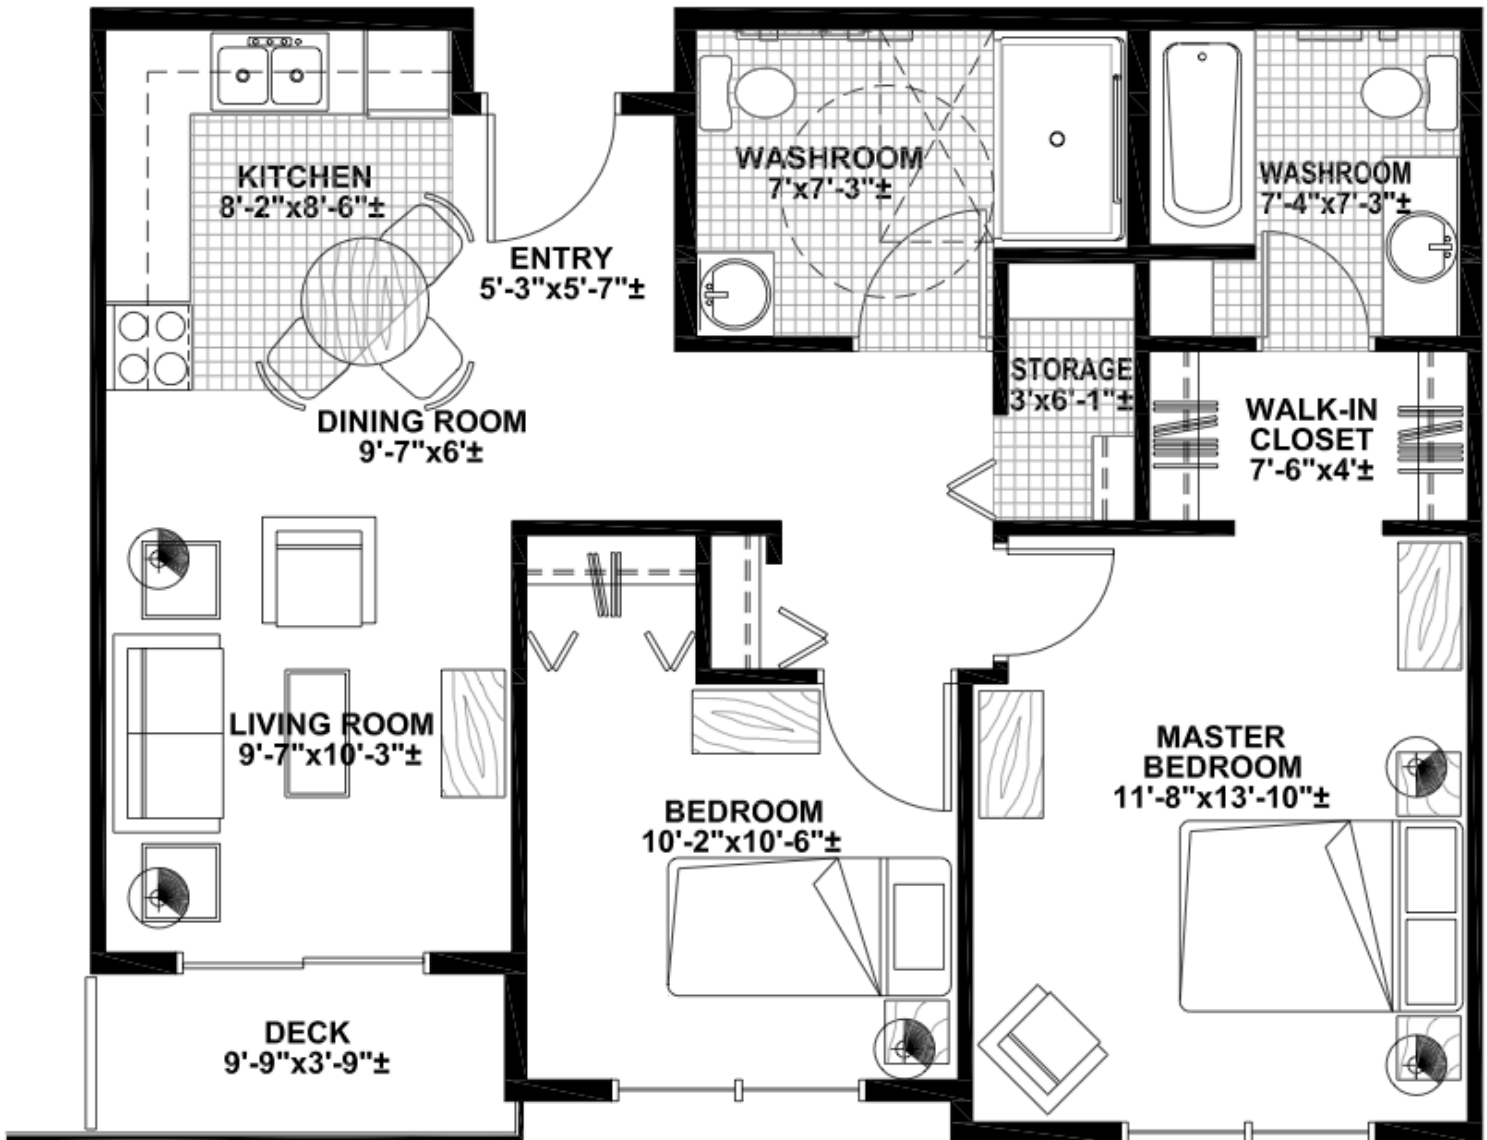 KITCHEN
8'-2"x8'-6"±
ENTRY
5'-3"x5'-7"±
WASHROOM
7'x7'-3"±
WASHROOM
7'-4"x7'-3"±
STORAGE
3'x6'-1"±
WALK-IN
CLOSET
7'-6"x4'±
DINING ROOM
9'-7"x6'±
LIVING ROOM
9'-7"x10'-3"±
BEDROOM
10'-2"x10'-6"±
MASTER
BEDROOM
11'-8"x13'-10"±
DECK
9'-9"x3'-9"±